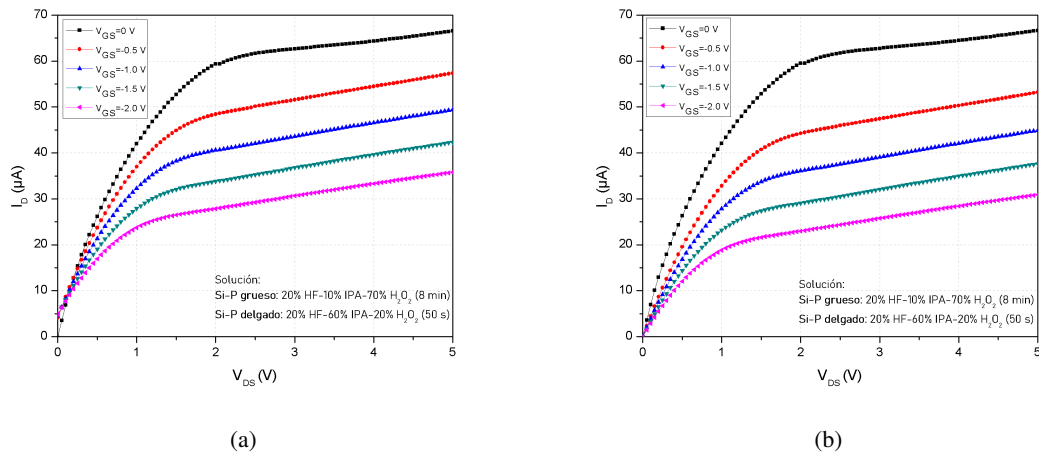 70
60
50
40
30
20
10
0
I_D (μA)
V_GS=0 V
V_GS=-0.5 V
V_GS=-1.0 V
V_GS=-1.5 V
V_GS=-2.0 V
Solución:
Si-P grueso: 20% HF-10% IPA-70% H₂O₂ (8 min)
Si-P delgado: 20% HF-60% IPA-20% H₂O₂ (50 s)
0 1 2 3 4 5
V_DS (V)
(a)
70
60
50
40
30
20
10
0
I_D (μA)
V_GS=0 V
V_GS=-0.5 V
V_GS=-1.0 V
V_GS=-1.5 V
V_GS=-2.0 V
Solución:
Si-P grueso: 20% HF-10% IPA-70% H₂O₂ (8 min)
Si-P delgado: 20% HF-60% IPA-20% H₂O₂ (50 s)
0 1 2 3 4 5
V_DS (V)
(b)